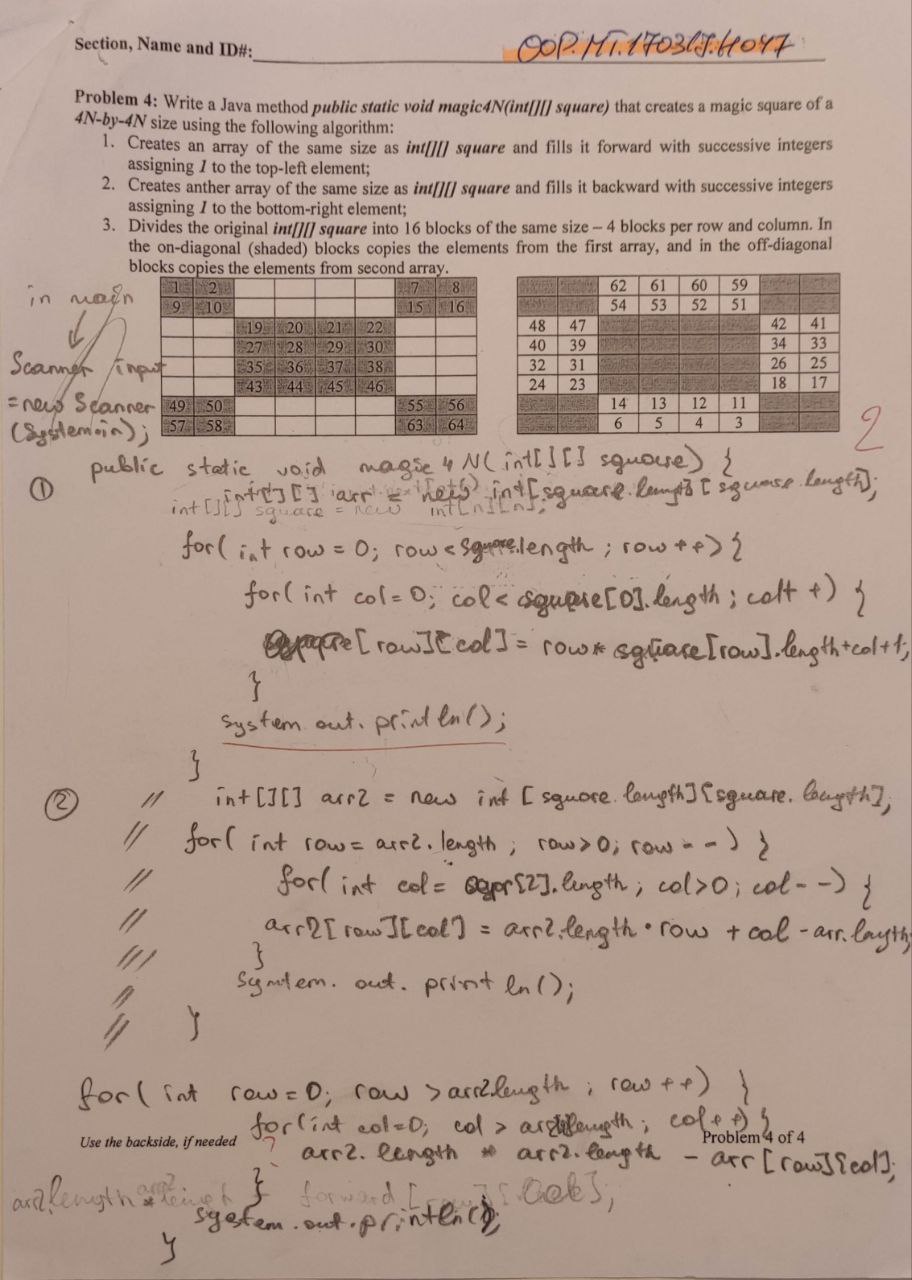 Section, Name and ID#:
OOP.MT.170317.H047
Problem 4: Write a Java method public static void magic4N(int[][] square) that creates a magic square of a
4N-by-4N size using the following algorithm:
1. Creates an array of the same size as int[][] square and fills it forward with successive integers
assigning 1 to the top-left element;
2. Creates anther array of the same size as int[][] square and fills it backward with successive integers
assigning 1 to the bottom-right element;
3. Divides the original int[][] square into 16 blocks of the same size – 4 blocks per row and column. In
the on-diagonal (shaded) blocks copies the elements from the first array, and in the off-diagonal
blocks copies the elements from second array.
1 2 7 8
9 10 15 16
19 20 21 22
27 28 29 30
35 36 37 38
43 44 45 46
49 50 55 56
57 58 63 64
62 61 60 59
54 53 52 51
48 47 42 41
40 39 34 33
32 31 26 25
24 23 18 17
14 13 12 11
6 5 4 3
in main
Scanner input
= new Scanner
(System.in);
2
public static void magic4N(int[][] square) {
① int[][] arr = new int[square.length][square.length];
int[][] square = new int[n][n];
for( int row = 0; row < square.length ; row++) {
for( int col = 0; col < square[0].length ; col++) {
square[row][col] = row* square[row].length+col+1;
}
system.out.println();
}
② // int[][] arr2 = new int [square.length][square.length];
// for( int row = arr2.length ; row>0; row--) {
// for( int col = [2].length ; col>0; col--) {
// arr2[row][col] = arr2.length • row + col - arr.length;
// }
// System. out. println();
// }
for( int row = 0; row > arr2.length ; row ++) {
for(int col=0; col > arr2.length; col++) {
Use the backside, if needed
Problem 4 of 4
? arr2. length * arr2. length - arr [row][col];
} forward [row][col];
arr2.length * arr2.length
system.out.println();
}